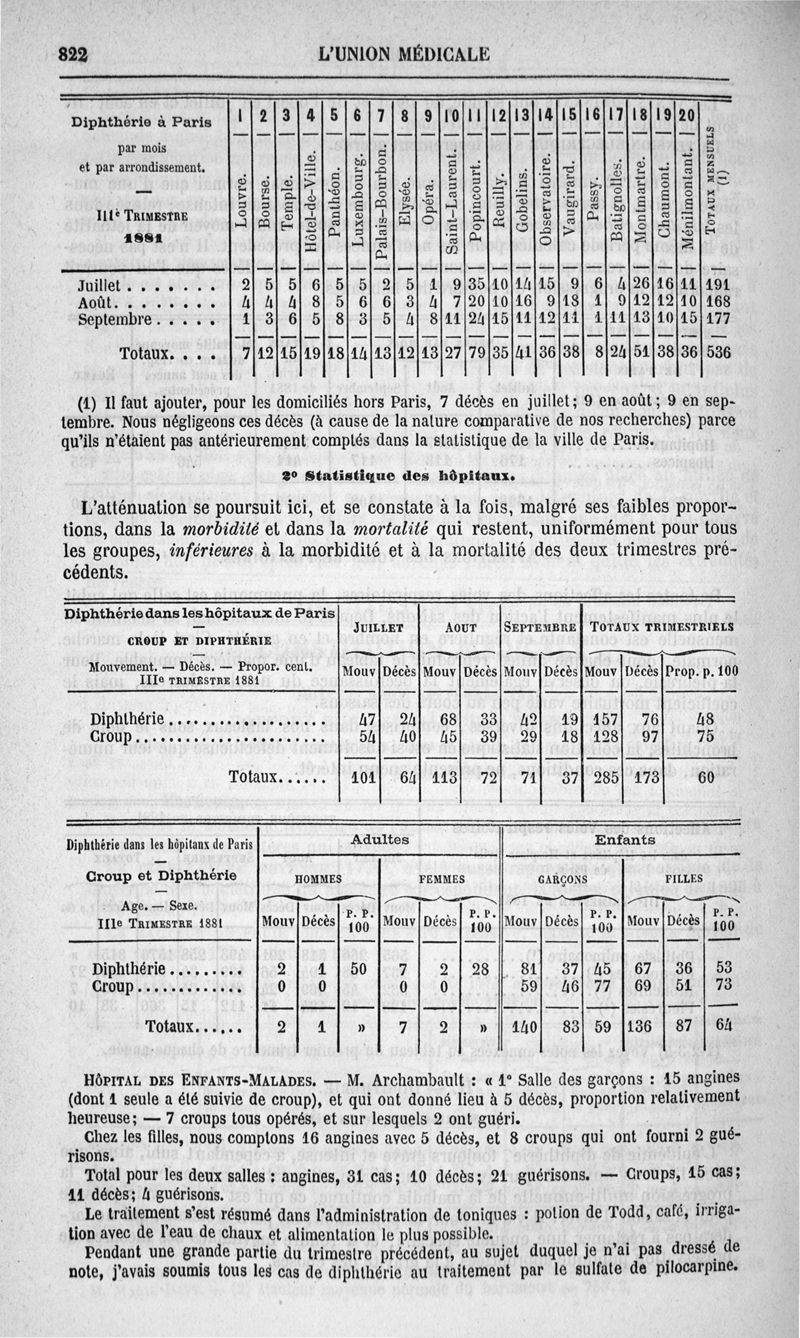 822 L'UNION MÉDICALE
Diphthérie à Paris
par mois
et par arrondissement.
—
IIIe TRIMESTRE
1881
1 2 3 4 5 6 7 8 9 10 11 12 13 14 15 16 17 18 19 20
Louvre. Bourse. Temple. Hôtel-de-Ville. Panthéon. Luxembourg. Palais-Bourbon. Elysée. Opéra. Saint-Laurent. Popincourt. Reuilly. Gobelins. Observatoire. Vaugirard. Passy. Batignolles. Montmartre. Chaumont. Ménilmontant. TOTAUX MENSUELS (1)
Juillet . . . . . . . 2 5 5 6 5 5 2 5 1 9 35 10 14 15 9 6 4 26 16 11 191
Août. . . . . . . . 4 4 4 8 5 6 6 3 4 7 20 10 16 9 18 1 9 12 12 10 168
Septembre . . . . . 1 3 6 5 8 3 5 4 8 11 24 15 11 12 11 1 11 13 10 15 177
Totaux. . . . 7 12 15 19 18 14 13 12 13 27 79 35 41 36 38 8 24 51 38 36 536
(1) Il faut ajouter, pour les domiciliés hors Paris, 7 décès en juillet; 9 en août; 9 en sep-
tembre. Nous négligeons ces décès (à cause de la nature comparative de nos recherches) parce
qu'ils n'étaient pas antérieurement comptés dans la statistique de la ville de Paris.
2° Statistique des hôpitaux.
L'atténuation se poursuit ici, et se constate à la fois, malgré ses faibles propor-
tions, dans la morbidité et dans la mortalité qui restent, uniformément pour tous
les groupes, inférieures à la morbidité et à la mortalité des deux trimestres pré-
cédents.
Diphthérie dans les hôpitaux de Paris
—
CROUP ET DIPHTHÉRIE
—
Mouvement. — Décès. — Propor. cent.
IIIe TRIMESTRE 1881
JUILLET AOUT SEPTEMBRE TOTAUX TRIMESTRIELS
Mouv Décès Mouv Décès Mouv Décès Mouv Décès Prop. p. 100
Diphthérie . . . . . . . . . . . . . . . . . . . 47 24 68 33 42 19 157 76 48
Croup . . . . . . . . . . . . . . . . . . . . . . . 54 40 45 39 29 18 128 97 75
Totaux . . . . . . 101 64 113 72 71 37 285 173 60
Diphthérie dans les hôpitaux de Paris
—
Croup et Diphthérie
—
Age. — Sexe.
IIIe TRIMESTRE 1881
Adultes Enfants
HOMMES FEMMES GARÇONS FILLES
Mouv Décès P. P. 100 Mouv Décès P. P. 100 Mouv Décès P. P. 100 Mouv Décès P. P. 100
Diphthérie . . . . . . . . . 2 1 50 7 2 28 81 37 45 67 36 53
Croup . . . . . . . . . . . . . 0 0 0 0 59 46 77 69 51 73
Totaux . . . . . . 2 1 » 7 2 » 140 83 59 136 87 64
HÔPITAL DES ENFANTS-MALADES. — M. Archambault : « 1° Salle des garçons : 15 angines
(dont 1 seule a été suivie de croup), et qui ont donné lieu à 5 décès, proportion relativement
heureuse; — 7 croups tous opérés, et sur lesquels 2 ont guéri.
Chez les filles, nous comptons 16 angines avec 5 décès, et 8 croups qui ont fourni 2 gué-
risons.
Total pour les deux salles : angines, 31 cas; 10 décès; 21 guérisons. — Croups, 15 cas;
11 décès; 4 guérisons.
Le traitement s'est résumé dans l'administration de toniques : potion de Todd, café, irriga-
tion avec de l'eau de chaux et alimentation le plus possible.
Pendant une grande partie du trimestre précédent, au sujet duquel je n'ai pas dressé de
note, j'avais soumis tous les cas de diphthérie au traitement par le sulfate de pilocarpine.